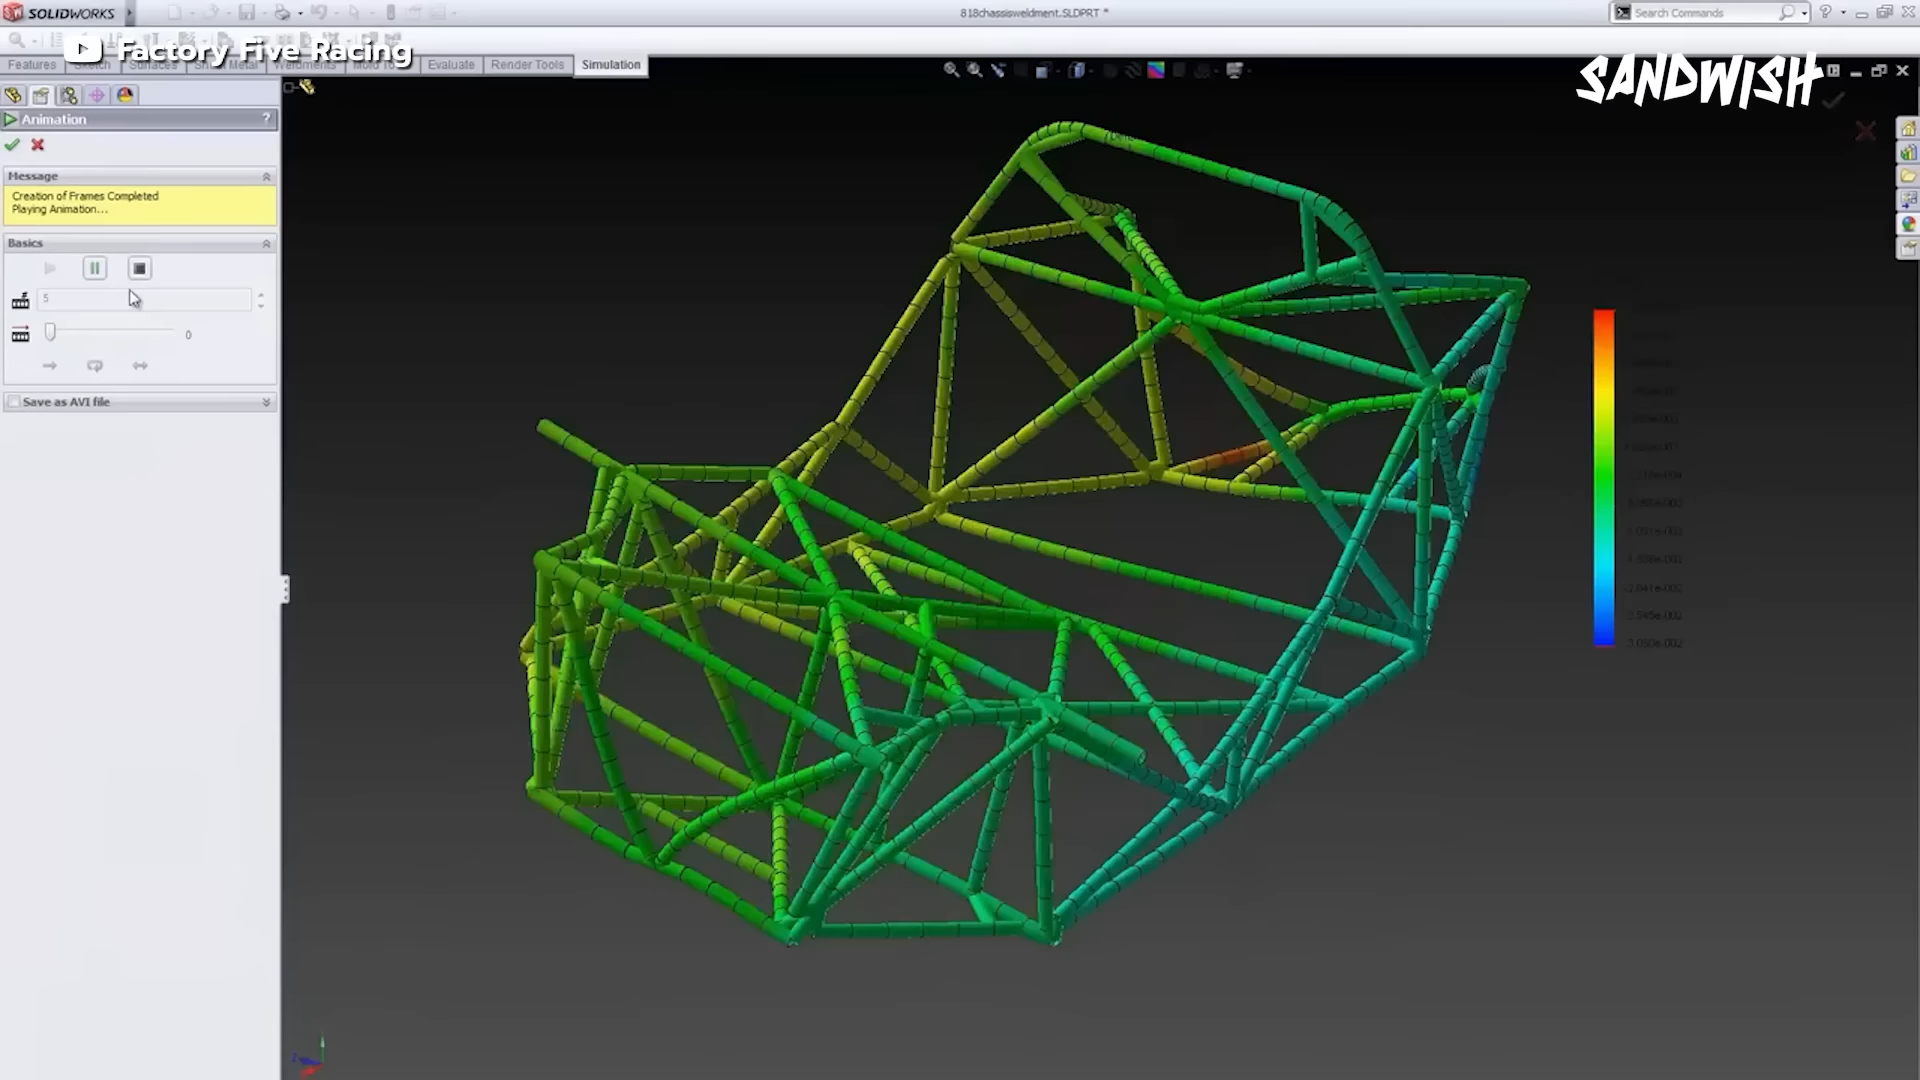 SOLIDWORKS
818chassisweldment.SLDPRT *
Search Commands
Factory Five Racing
SANDWISH
Features
Sketch
Surfaces
Sheet Metal
Weldments
Evaluate
Render Tools
Simulation
Animation
?
Message
Creation of Frames Completed
Playing Animation...
Basics
5
0
Save as AVI file